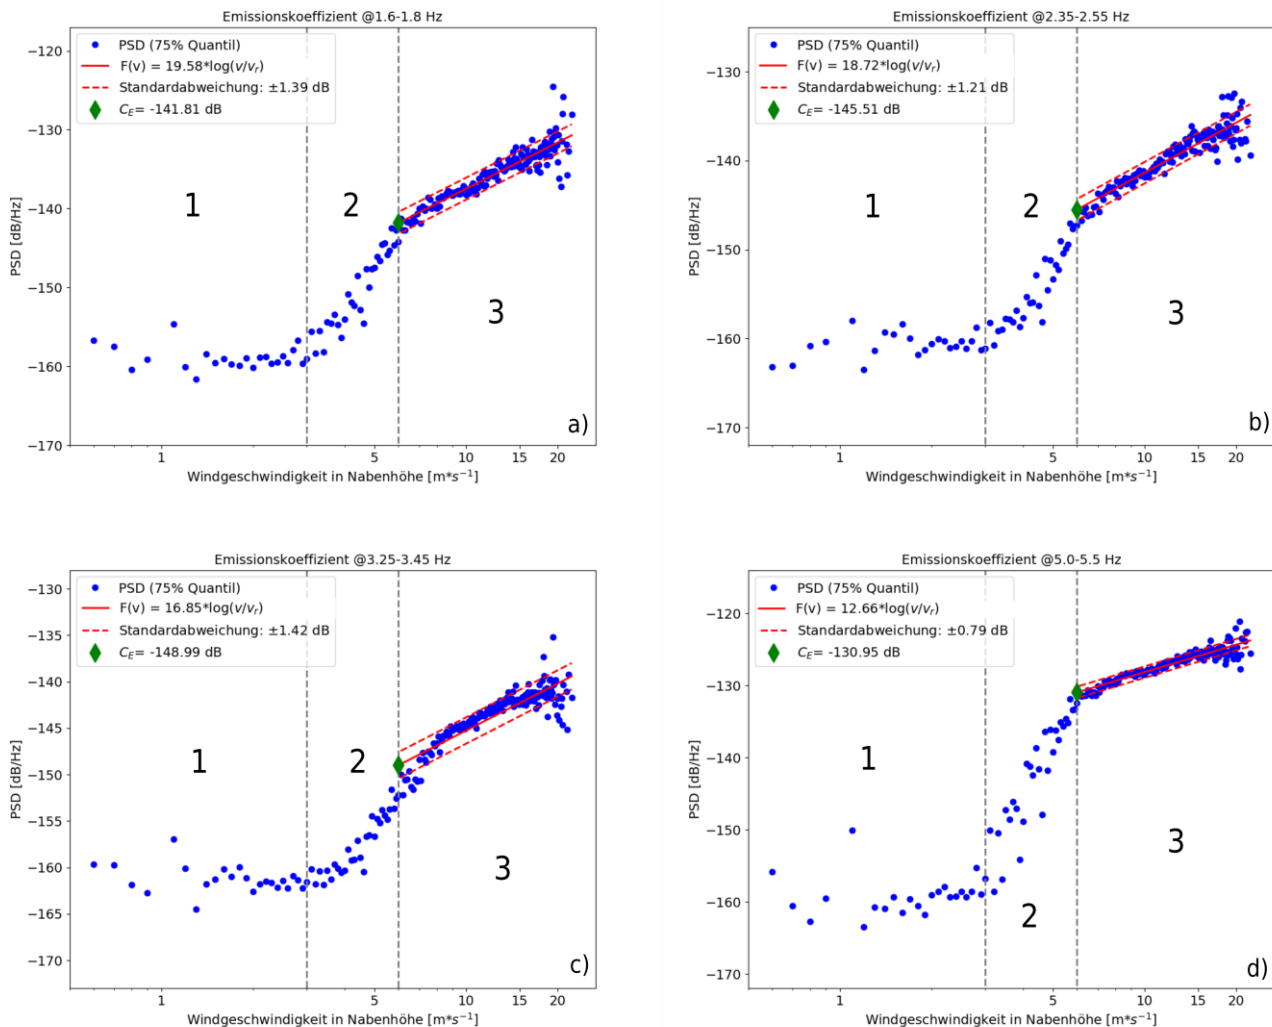 Emissionskoeffizient @1.6-1.8 Hz
PSD (75% Quantil)
F(v) = 19.58*log(v/vᵣ)
Standardabweichung: ±1.39 dB
C_E= -141.81 dB
−120
−130
−140
−150
−160
−170
PSD [dB/Hz]
1
2
3
a)
1
5
10
15
20
Windgeschwindigkeit in Nabenhöhe [m*s⁻¹]
Emissionskoeffizient @2.35-2.55 Hz
PSD (75% Quantil)
F(v) = 18.72*log(v/vᵣ)
Standardabweichung: ±1.21 dB
C_E= -145.51 dB
−130
−140
−150
−160
−170
PSD [dB/Hz]
1
2
3
b)
1
5
10
15
20
Windgeschwindigkeit in Nabenhöhe [m*s⁻¹]
Emissionskoeffizient @3.25-3.45 Hz
PSD (75% Quantil)
F(v) = 16.85*log(v/vᵣ)
Standardabweichung: ±1.42 dB
C_E= -148.99 dB
−130
−135
−140
−145
−150
−155
−160
−165
−170
PSD [dB/Hz]
1
2
3
c)
1
5
10
15
20
Windgeschwindigkeit in Nabenhöhe [m*s⁻¹]
Emissionskoeffizient @5.0-5.5 Hz
PSD (75% Quantil)
F(v) = 12.66*log(v/vᵣ)
Standardabweichung: ±0.79 dB
C_E= -130.95 dB
−120
−130
−140
−150
−160
−170
PSD [dB/Hz]
1
2
3
d)
1
5
10
15
20
Windgeschwindigkeit in Nabenhöhe [m*s⁻¹]